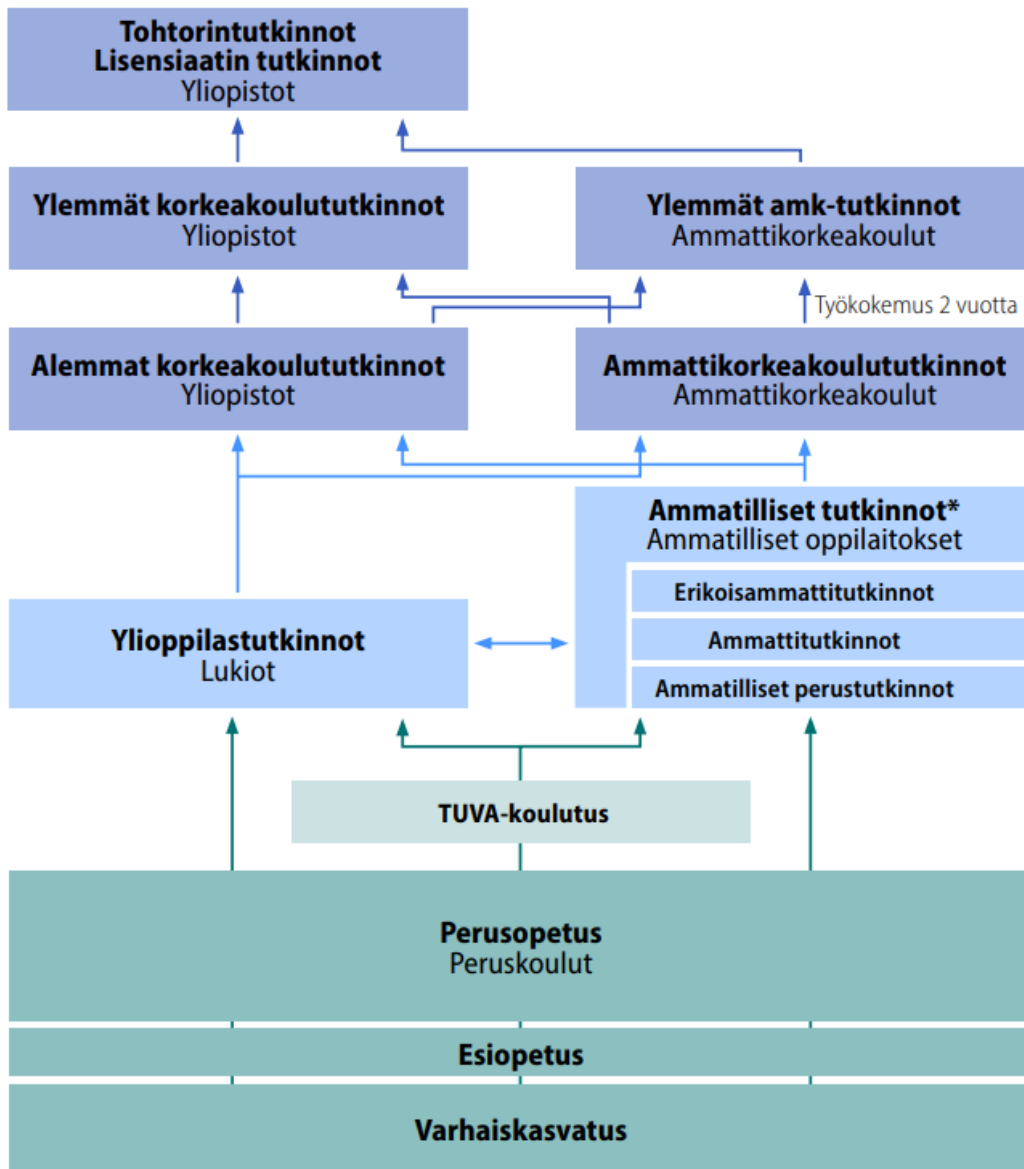 Tohtorintutkinnot
Lisensiaatin tutkinnot
Yliopistot
Ylemmät korkeakoulututkinnot
Yliopistot
Ylemmät amk-tutkinnot
Ammattikorkeakoulut
Työkokemus 2 vuotta
Alemmat korkeakoulututkinnot
Yliopistot
Ammattikorkeakoulututkinnot
Ammattikorkeakoulut
Ammatilliset tutkinnot*
Ammatilliset oppilaitokset
Erikoisammattitutkinnot
Ammattitutkinnot
Ammatilliset perustutkinnot
Ylioppilastutkinnot
Lukiot
TUVA-koulutus
Perusopetus
Peruskoulut
Esiopetus
Varhaiskasvatus